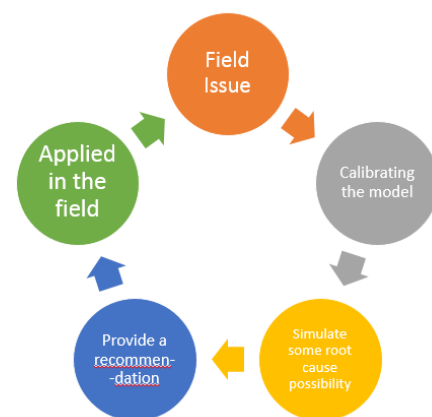 Field
Issue
Calibrating
the model
Simulate
some root
cause
possibility
Provide a
recommen-
-dation
Applied
in the
field